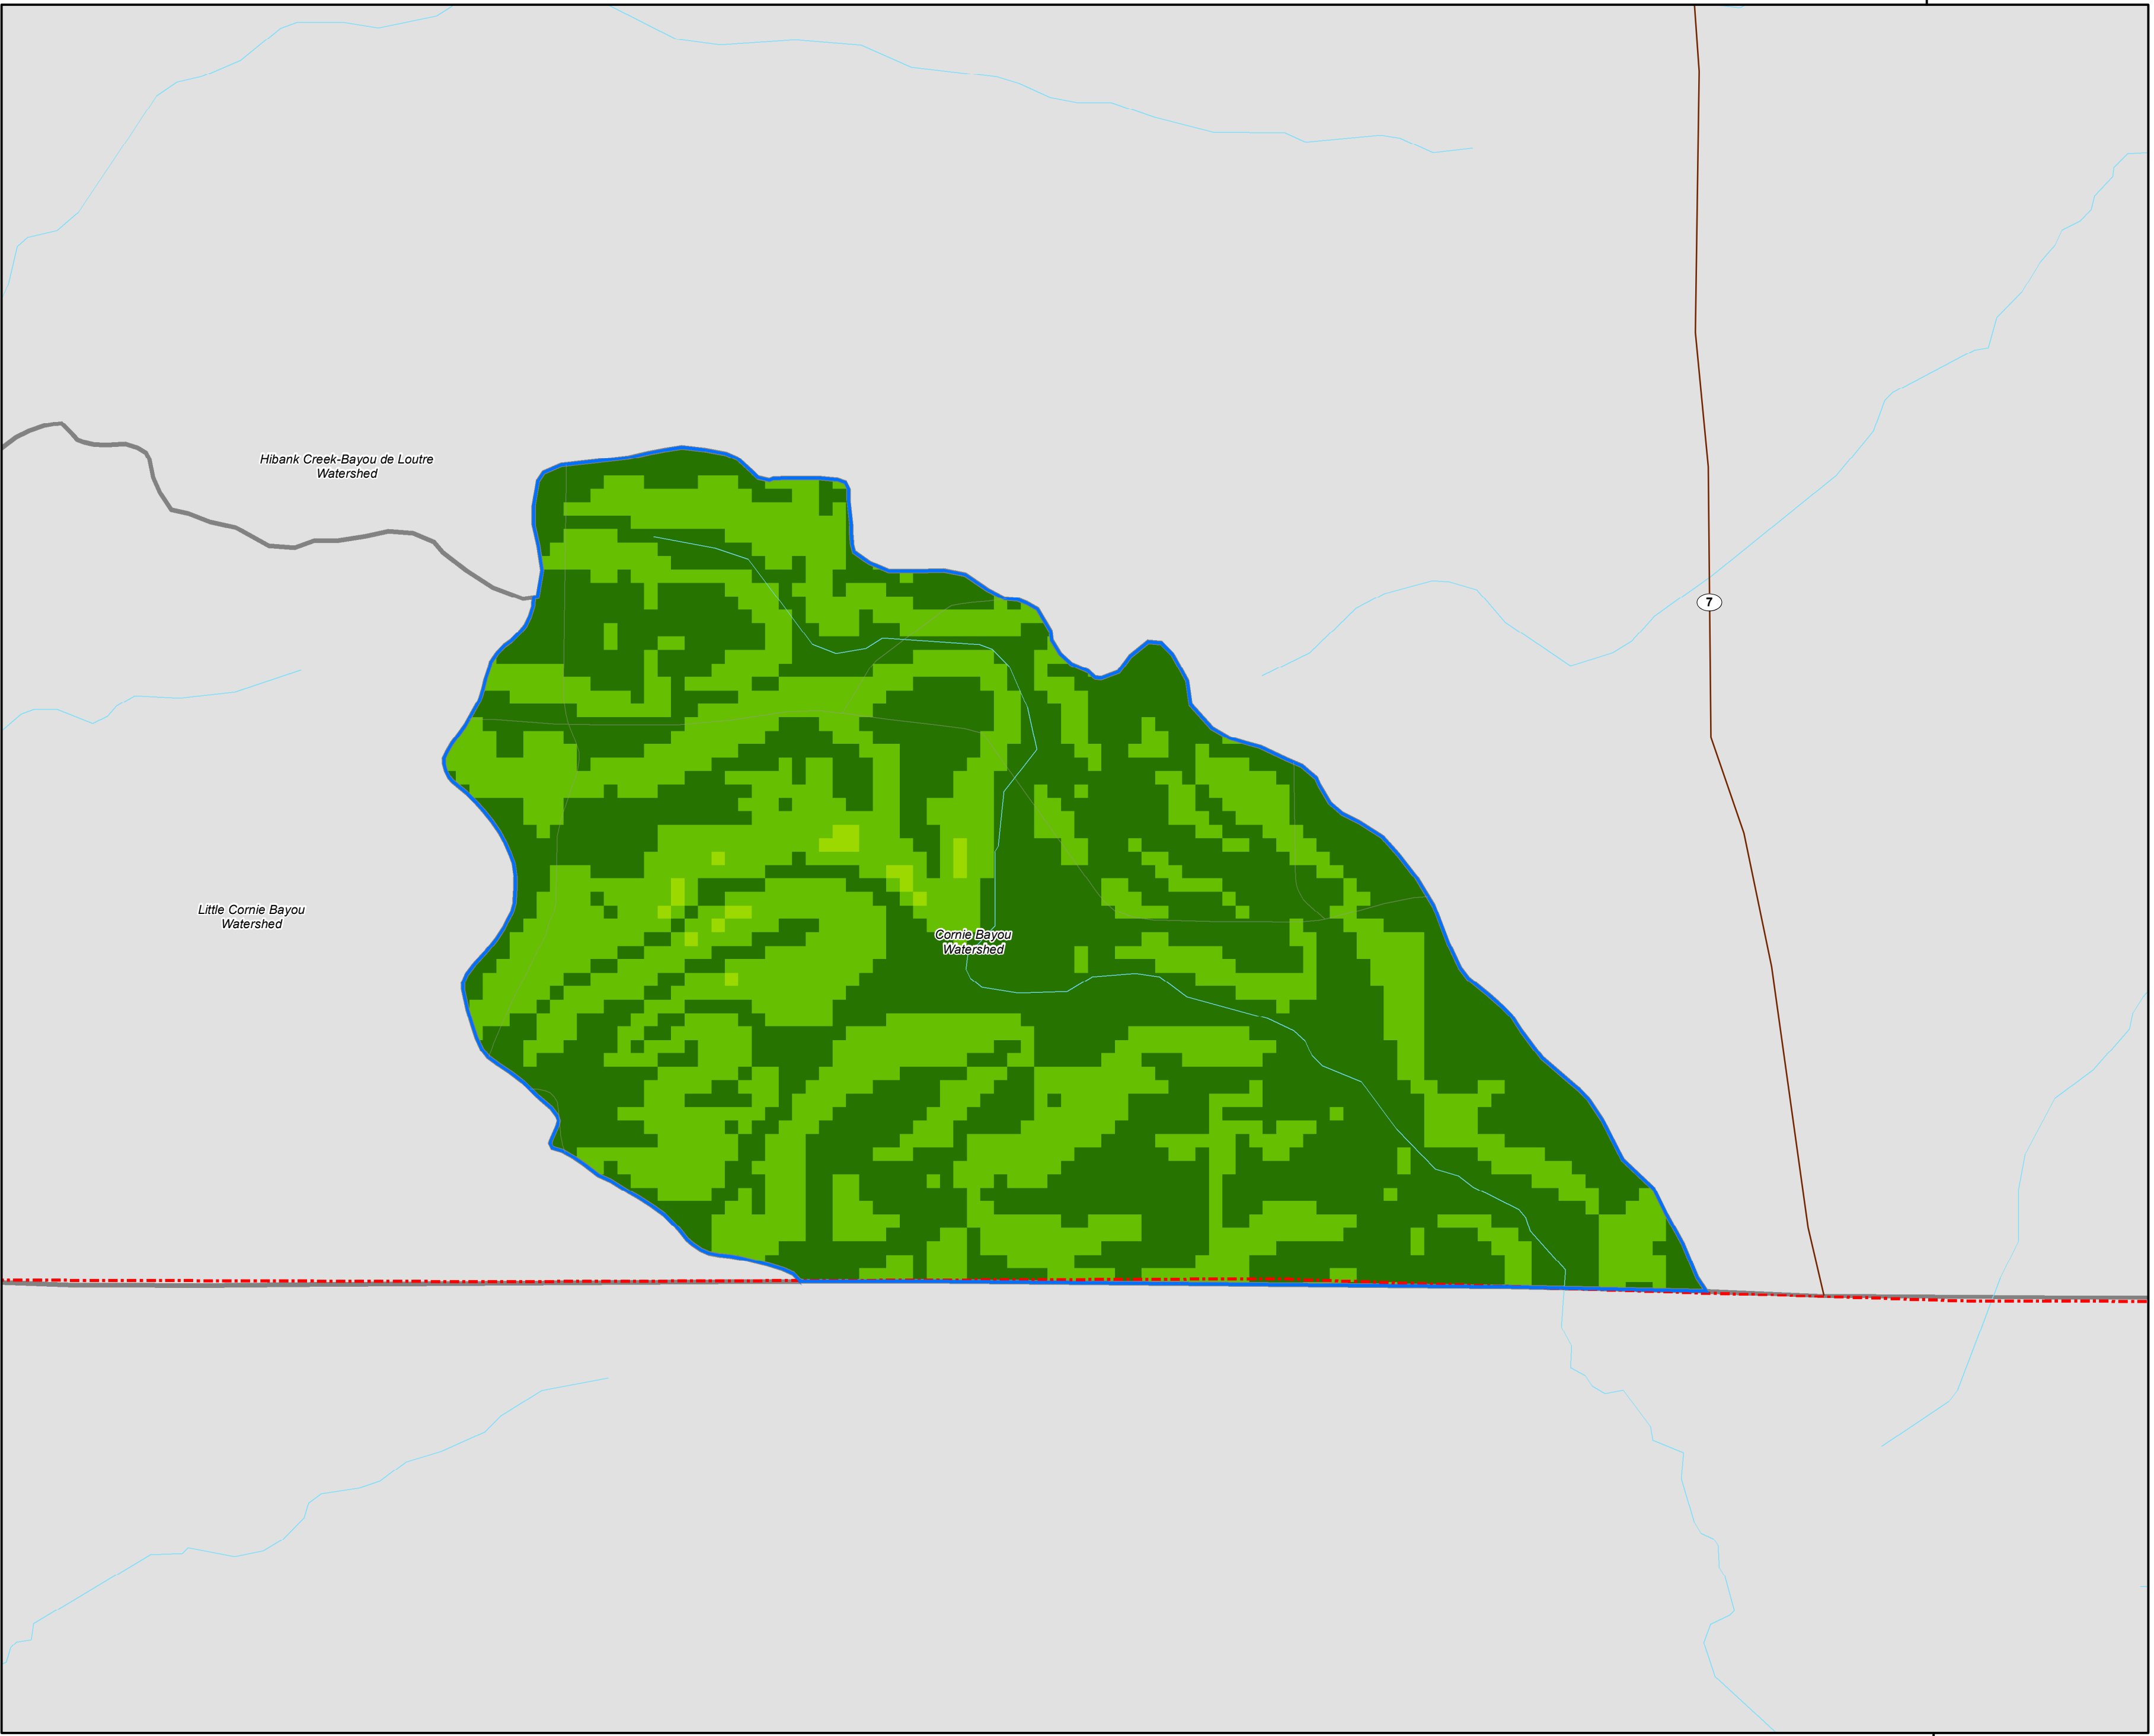 Hibank Creek-Bayou de Loutre
Watershed
7
Little Cornie Bayou
Watershed
Cornie Bayou
Watershed